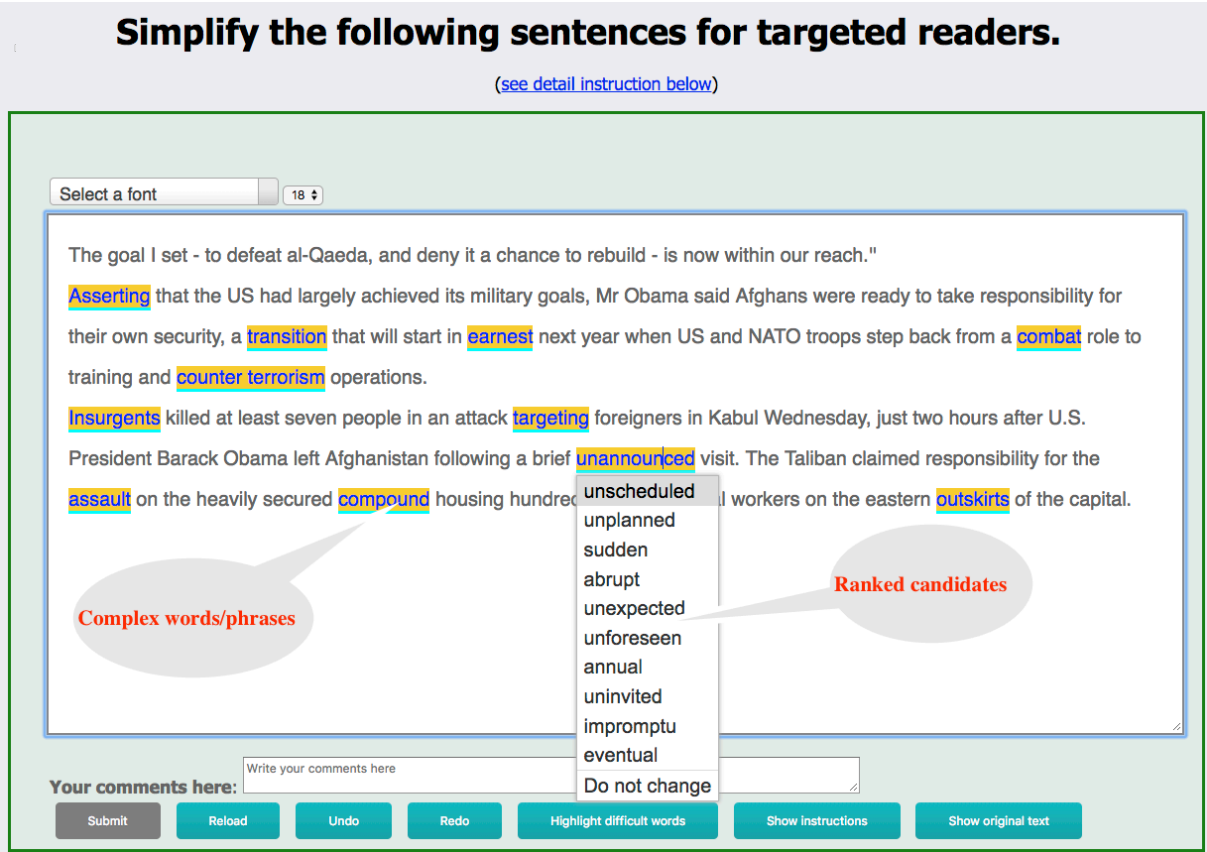 Simplify the following sentences for targeted readers.
(see detail instruction below)
Select a font
18
The goal I set - to defeat al-Qaeda, and deny it a chance to rebuild - is now within our reach."
Asserting that the US had largely achieved its military goals, Mr Obama said Afghans were ready to take responsibility for
their own security, a transition that will start in earnest next year when US and NATO troops step back from a combat role to
training and counter terrorism operations.
Insurgents killed at least seven people in an attack targeting foreigners in Kabul Wednesday, just two hours after U.S.
President Barack Obama left Afghanistan following a brief unannounced visit. The Taliban claimed responsibility for the
assault on the heavily secured compound housing workers on the eastern outskirts of the capital.
unscheduled
unplanned
sudden
abrupt
unexpected
unforeseen
annual
uninvited
impromptu
eventual
Do not change
Complex words/phrases
Ranked candidates
Your comments here:
Write your comments here
Submit
Reload
Undo
Redo
Highlight difficult words
Show instructions
Show original text